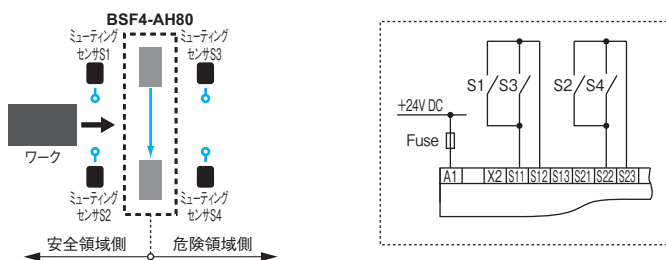 BSF4-AH80
ミューティング
センサS1
ミューティング
センサS3
ワーク
ミューティング
センサS2
ミューティング
センサS4
安全領域側
危険領域側
S1
S3
S2
S4
+24V DC
Fuse
A1 X2 S11 S12 S13 S21 S22 S23